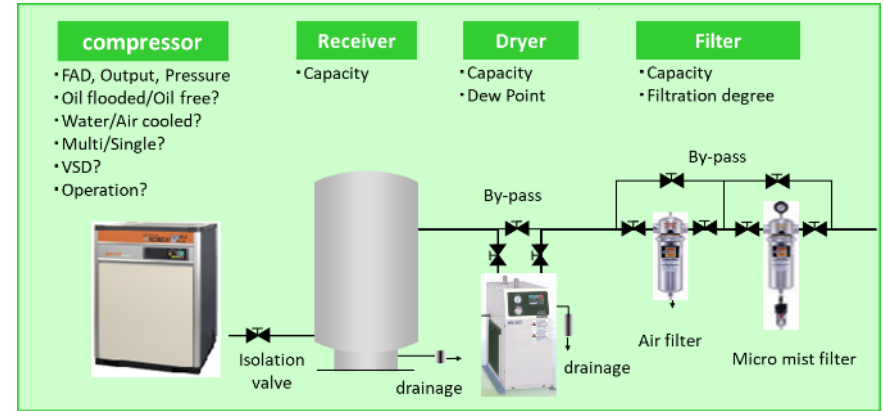 compressor
・FAD, Output, Pressure
・Oil flooded/Oil free?
・Water/Air cooled?
・Multi/Single?
・VSD?
・Operation?
Receiver
・Capacity
Dryer
・Capacity
・Dew Point
Filter
・Capacity
・Filtration degree
By-pass
By-pass
SCREW
Isolation
valve
drainage
drainage
Air filter
Micro mist filter